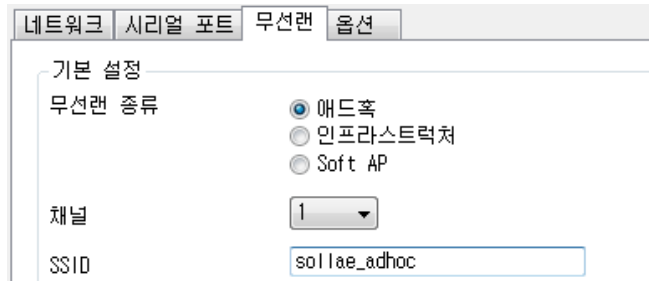 네트워크 시리얼 포트 무선랜 옵션
기본 설정
무선랜 종류 애드혹
인프라스트럭쳐
Soft AP
채널 1
SSID sollae_adhoc